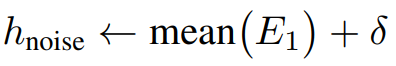 h_noise ← mean(E_1) + δ